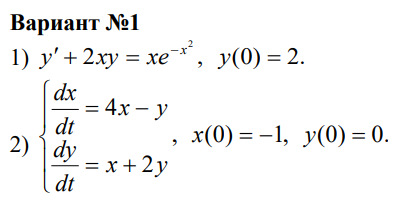 Вариант №1
1) y′ + 2xy = xe^{−x²}, y(0) = 2.
2) { dx/dt = 4x − y
dy/dt = x + 2y , x(0) = −1, y(0) = 0.